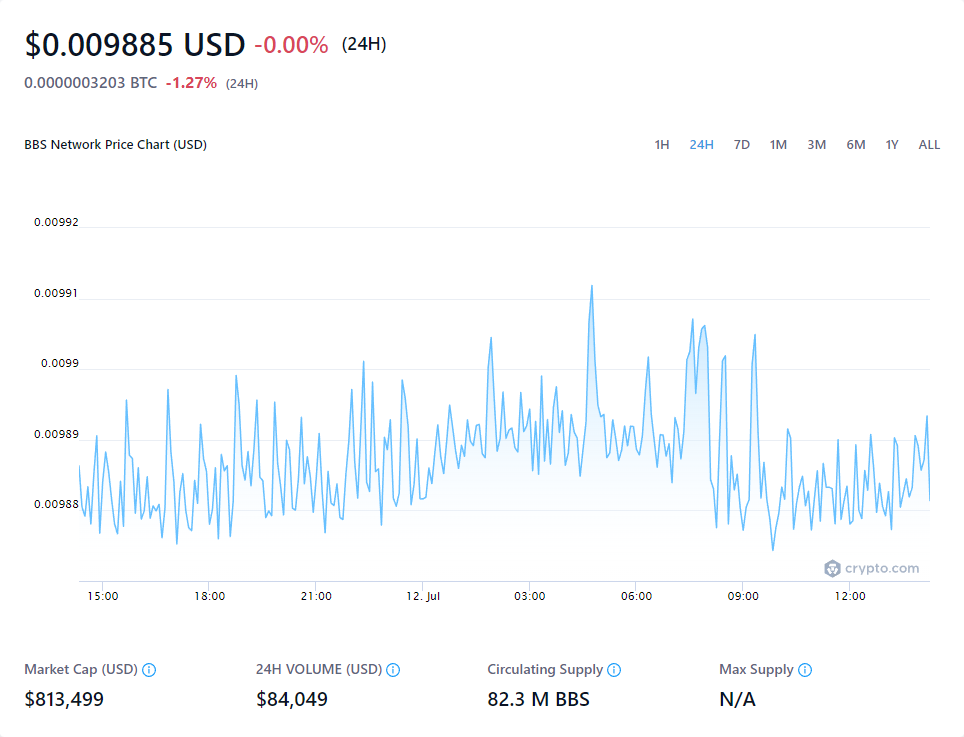 $0.009885 USD -0.00% (24H)
0.0000003203 BTC -1.27% (24H)
BBS Network Price Chart (USD) 1H 24H 7D 1M 3M 6M 1Y ALL
0.00992
0.00991
0.0099
0.00989
0.00988
crypto.com
15:00 18:00 21:00 12. Jul 03:00 06:00 09:00 12:00
Market Cap (USD) 24H VOLUME (USD) Circulating Supply Max Supply
$813,499 $84,049 82.3 M BBS N/A